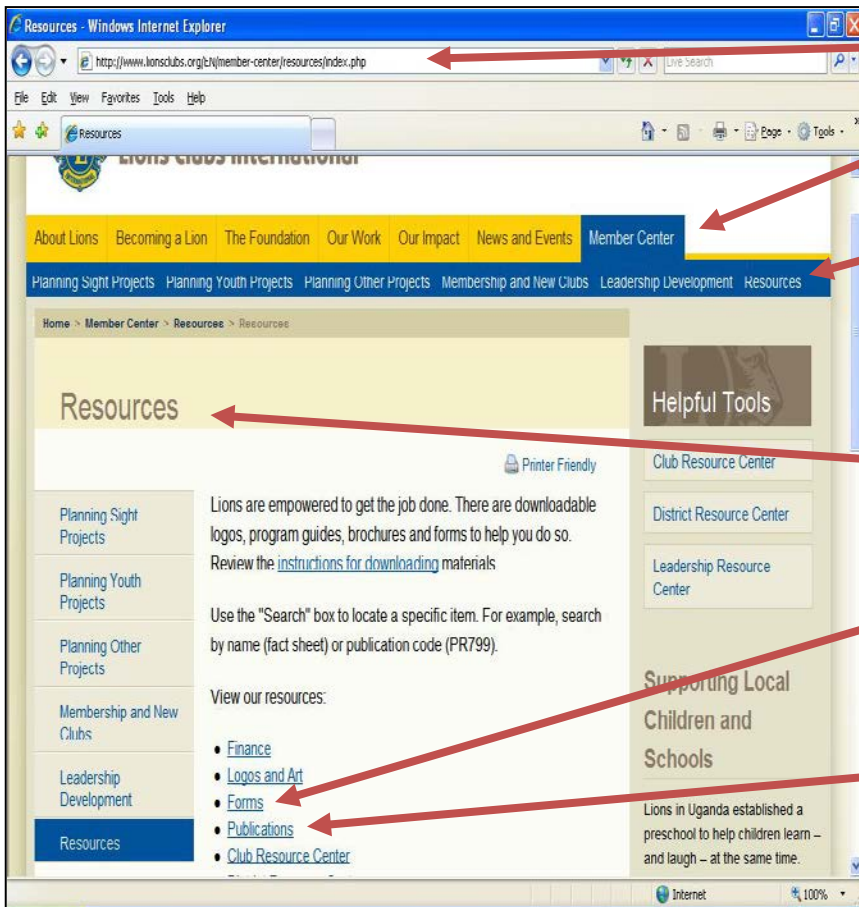 Resources - Windows Internet Explorer
http://www.lionsclubs.org/EN/member-center/resources/index.php
Live Search
File Edit View Favorites Tools Help
Resources
Page Tools
Lions Clubs International
About Lions Becoming a Lion The Foundation Our Work Our Impact News and Events Member Center
Planning Sight Projects Planning Youth Projects Planning Other Projects Membership and New Clubs Leadership Development Resources
Home > Member Center > Resources > Resources
Resources
Printer Friendly
Planning Sight
Projects
Planning Youth
Projects
Planning Other
Projects
Membership and New
Clubs
Leadership
Development
Resources
Lions are empowered to get the job done. There are downloadable
logos, program guides, brochures and forms to help you do so.
Review the instructions for downloading materials
Use the "Search" box to locate a specific item. For example, search
by name (fact sheet) or publication code (PR799).
View our resources:
• Finance
• Logos and Art
• Forms
• Publications
• Club Resource Center
Helpful Tools
Club Resource Center
District Resource Center
Leadership Resource
Center
Supporting Local
Children and
Schools
Lions in Uganda established a
preschool to help children learn –
and laugh – at the same time.
Internet 100%